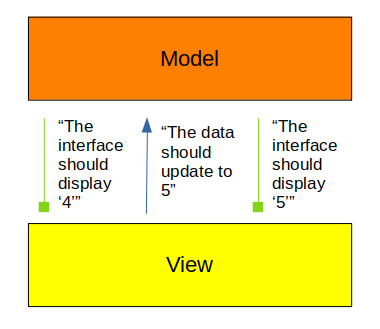 Model
“The
interface
should
display
‘4’”
“The data
should
update to
5”
“The
interface
should
display
‘5’”
View